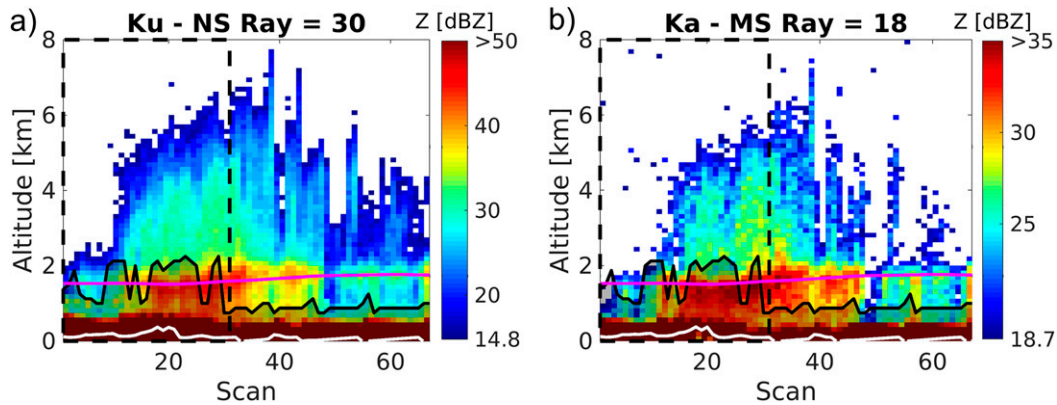 a) Ku - NS Ray = 30 Z [dBZ]
8
6
4
2
0
Altitude [km]
20 40 60
Scan
>50
40
30
20
14.8
b) Ka - MS Ray = 18 Z [dBZ]
8
6
4
2
0
Altitude [km]
20 40 60
Scan
>35
30
25
20
18.7